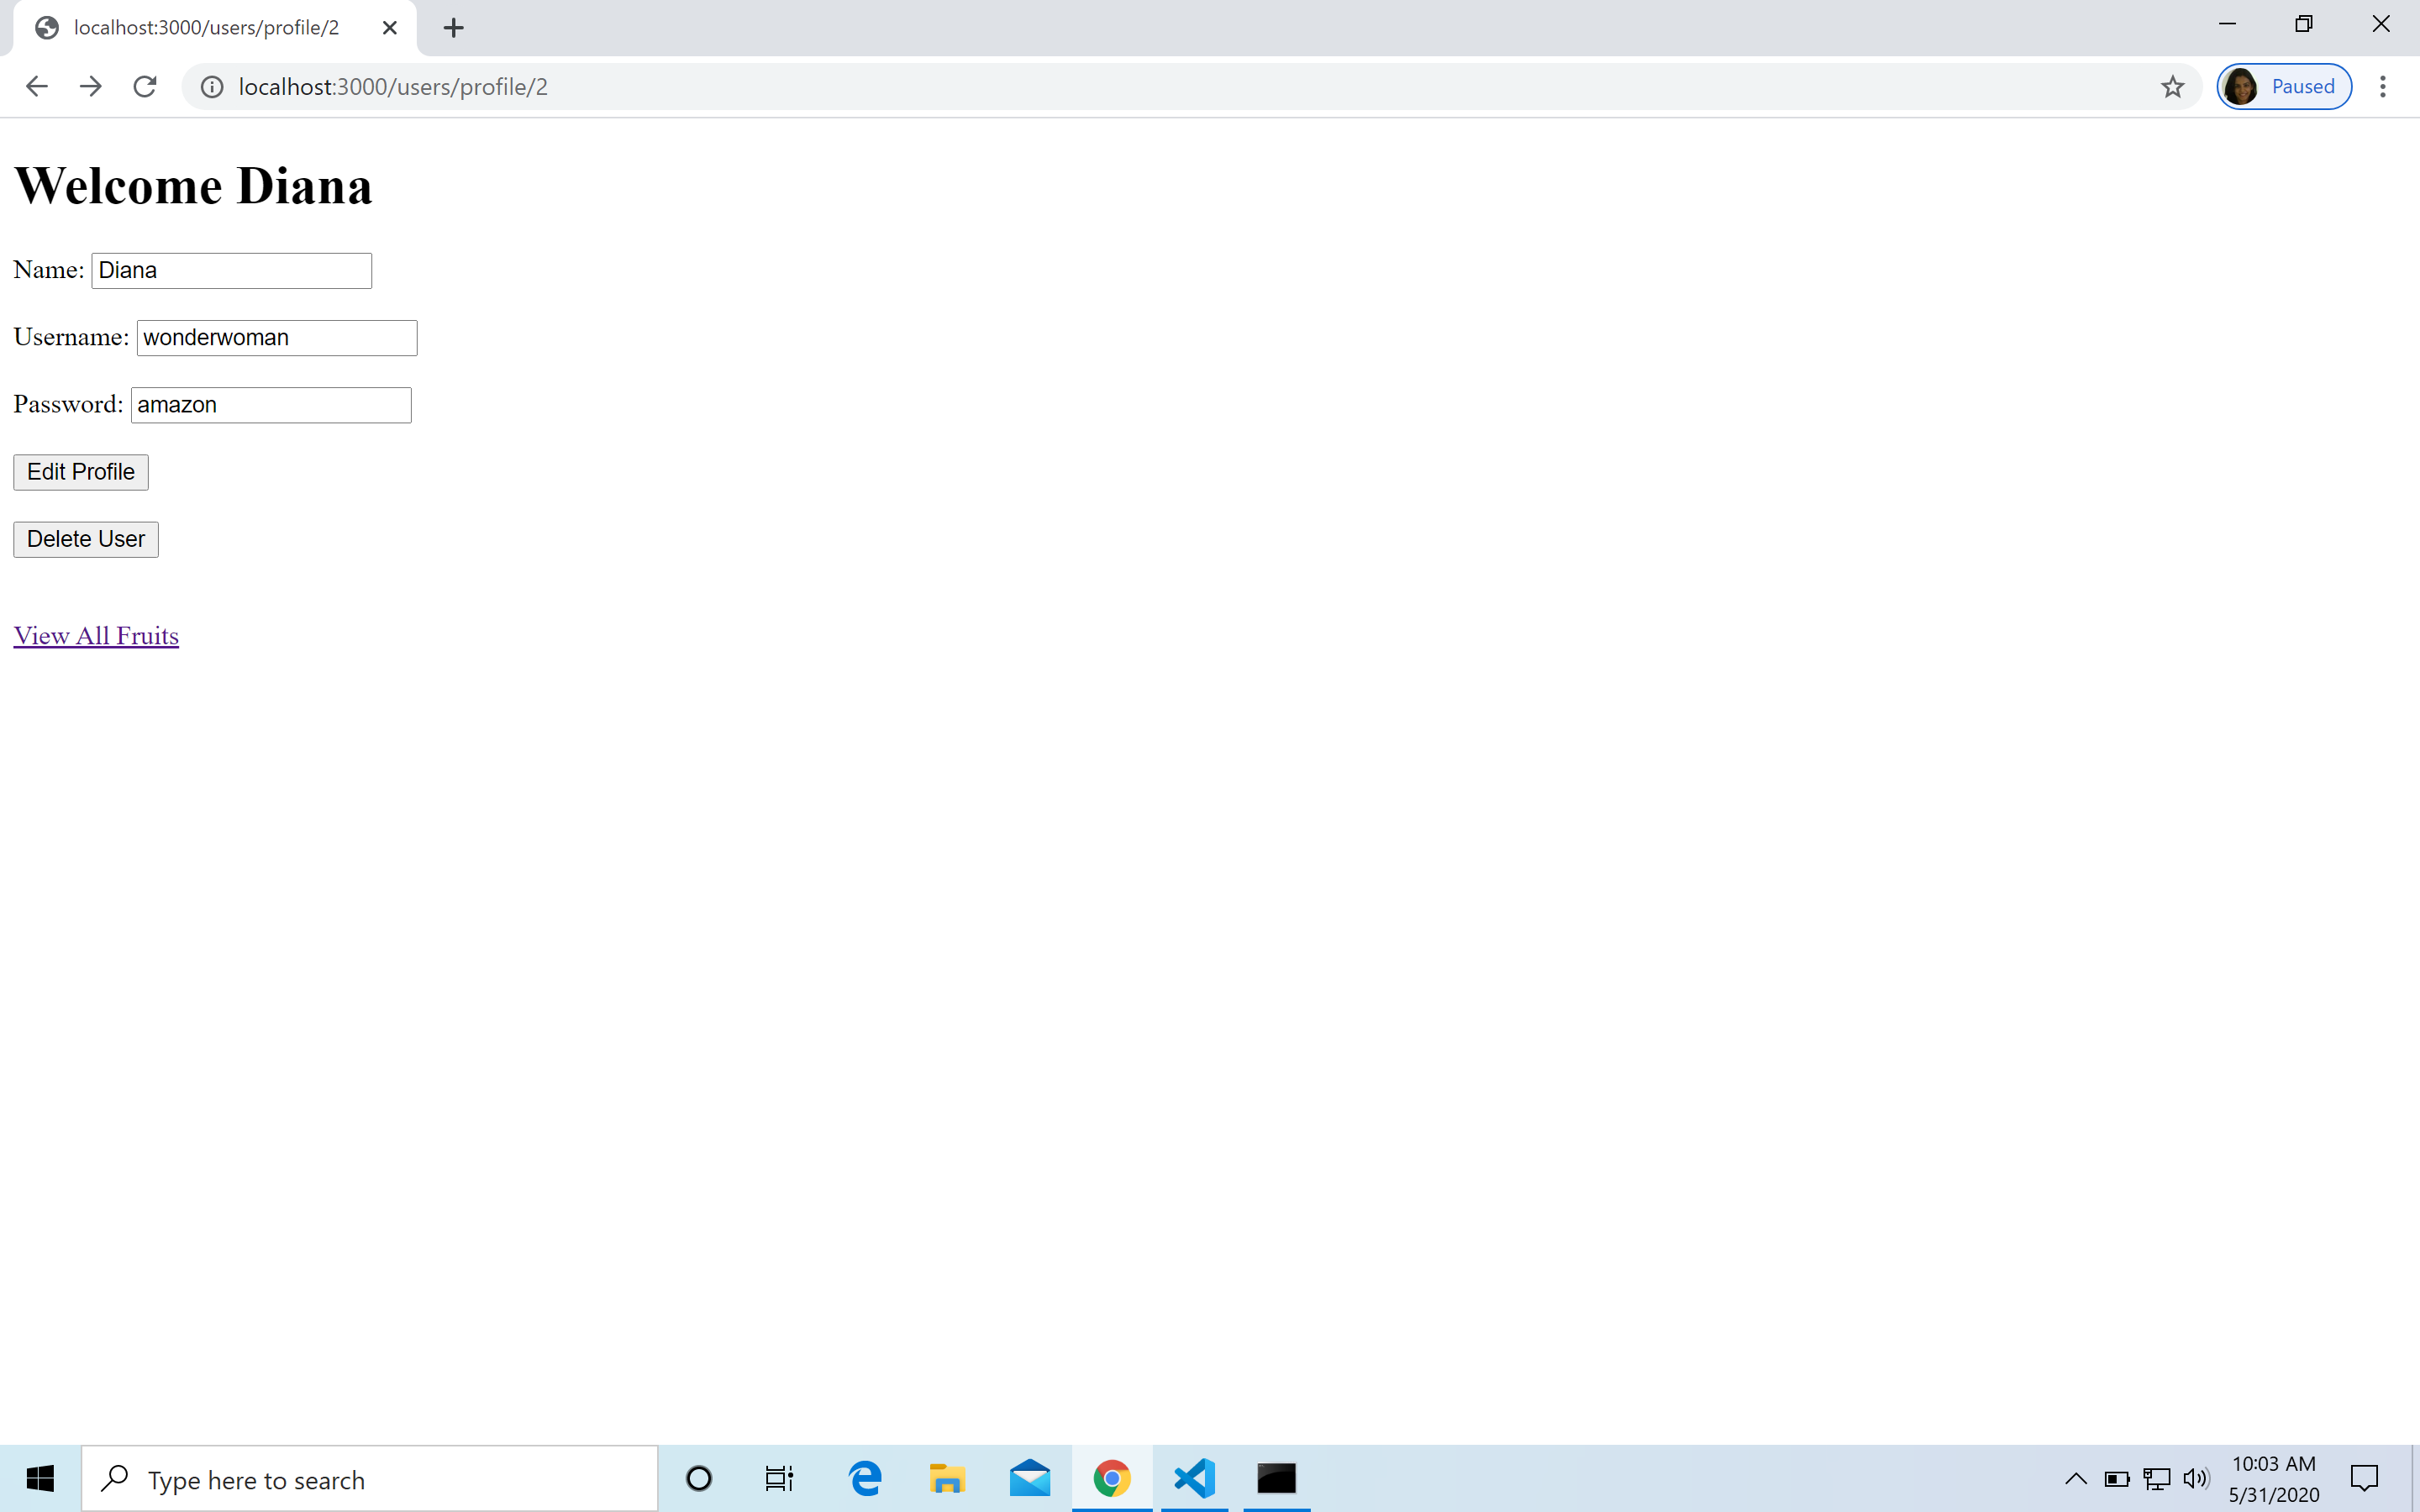 localhost:3000/users/profile/2
localhost:3000/users/profile/2
Paused
Welcome Diana
Name: Diana
Username: wonderwoman
Password: amazon
Edit Profile
Delete User
View All Fruits
Type here to search
10:03 AM
5/31/2020